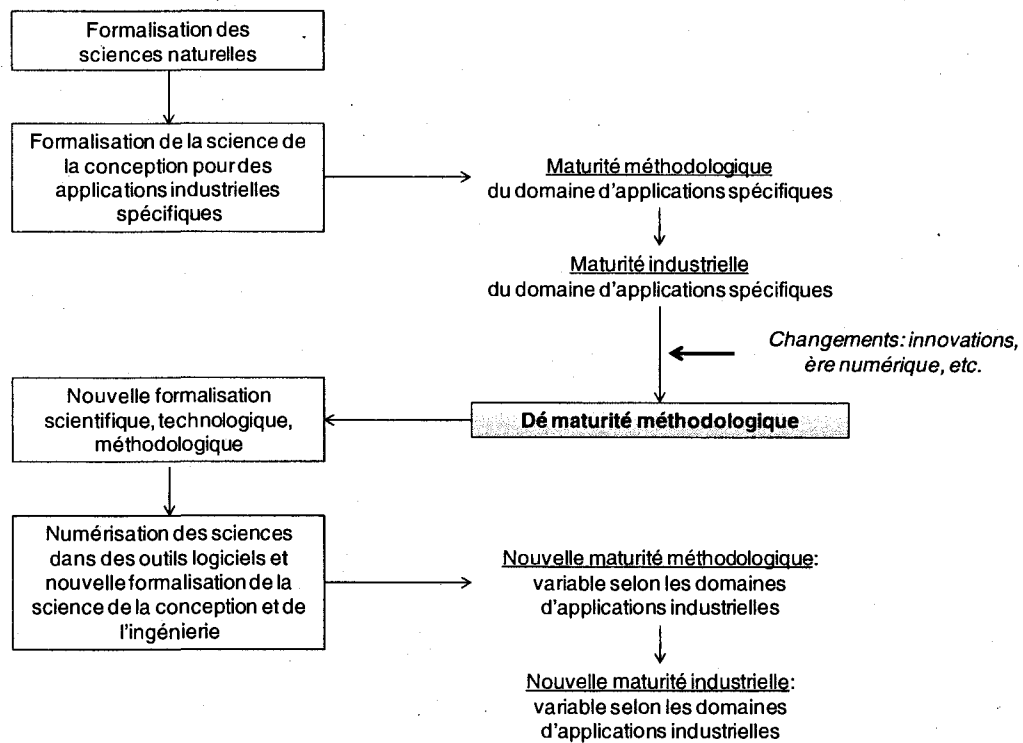 Formalisation des
sciences naturelles
Formalisation de la science de
la conception pour des
applications industrielles
spécifiques
Maturité méthodologique
du domaine d'applications spécifiques
Maturité industrielle
du domaine d'applications spécifiques
Changements: innovations,
ère numérique, etc.
Dé maturité méthodologique
Nouvelle formalisation
scientifique, technologique,
méthodologique
Numérisation des sciences
dans des outils logiciels et
nouvelle formalisation de la
science de la conception et de
l'ingénierie
Nouvelle maturité méthodologique:
variable selon les domaines
d'applications industrielles
Nouvelle maturité industrielle:
variable selon les domaines
d'applications industrielles